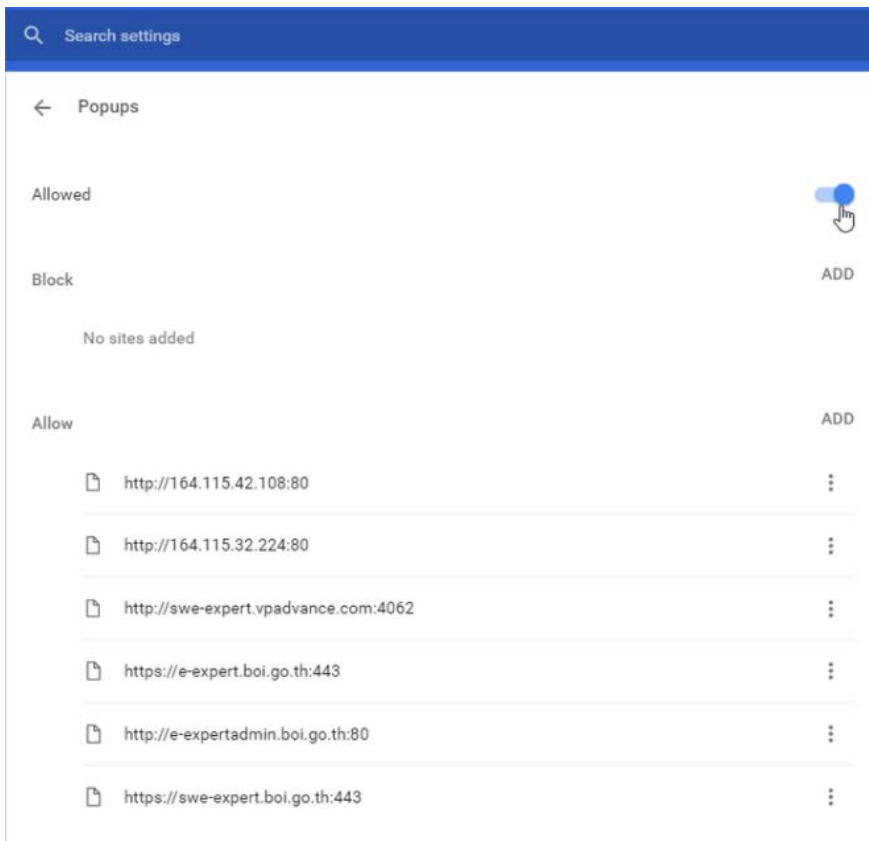 Search settings
Popups
Allowed
Block
ADD
No sites added
Allow
ADD
http://164.115.42.108:80
http://164.115.32.224:80
http://swe-expert.vpadvance.com:4062
https://e-expert.boi.go.th:443
http://e-expertadmin.boi.go.th:80
https://swe-expert.boi.go.th:443